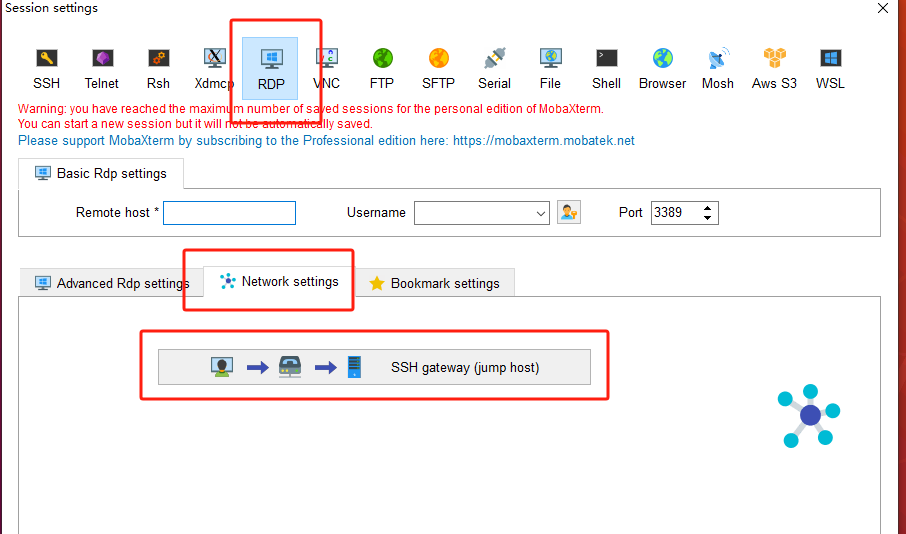 Session settings
SSH Telnet Rsh Xdmcp RDP VNC FTP SFTP Serial File Shell Browser Mosh Aws S3 WSL
Warning: you have reached the maximum number of saved sessions for the personal edition of MobaXterm.
You can start a new session but it will not be automatically saved.
Please support MobaXterm by subscribing to the Professional edition here: https://mobaxterm.mobatek.net
Basic Rdp settings
Remote host * Username Port 3389
Advanced Rdp settings Network settings Bookmark settings
SSH gateway (jump host)